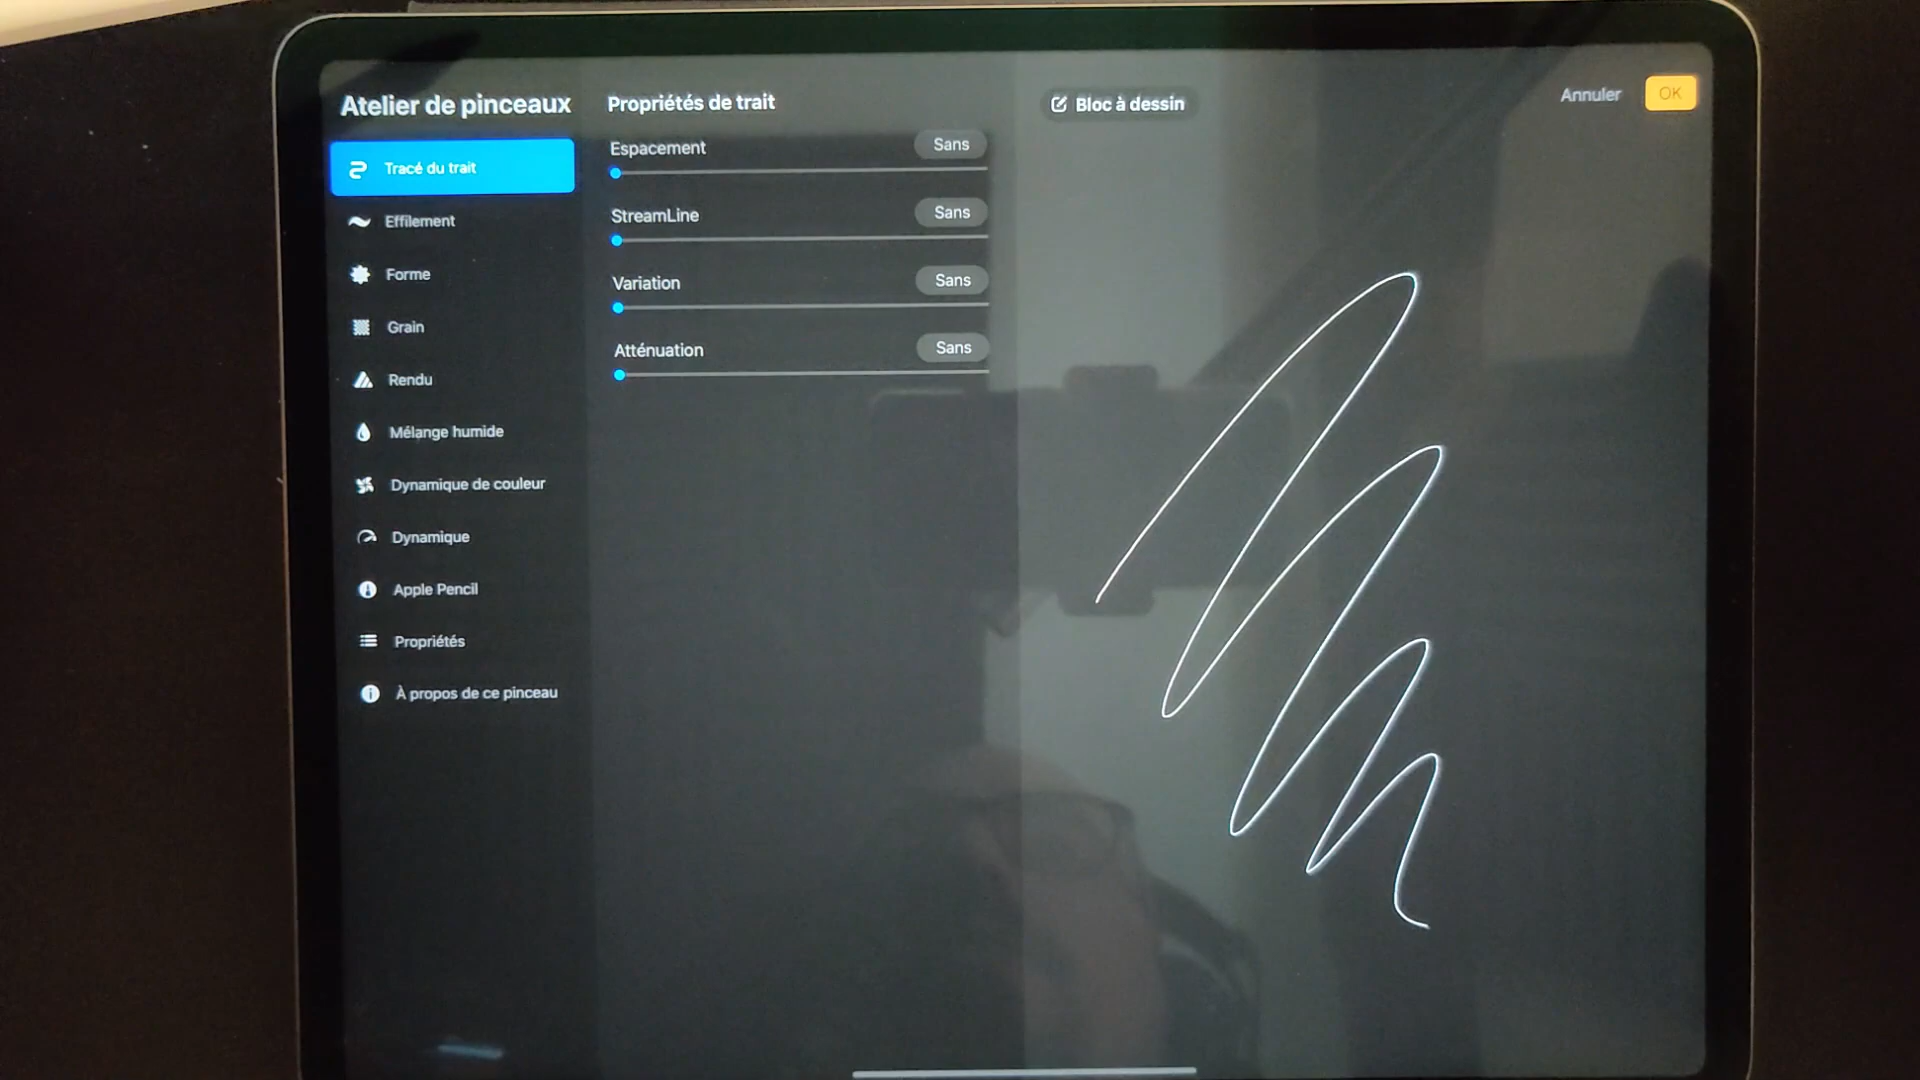 Atelier de pinceaux
Tracé du trait
Effilement
Forme
Grain
Rendu
Mélange humide
Dynamique de couleur
Dynamique
Apple Pencil
Propriétés
À propos de ce pinceau
Propriétés de trait
Espacement Sans
StreamLine Sans
Variation Sans
Atténuation Sans
Bloc à dessin
Annuler OK